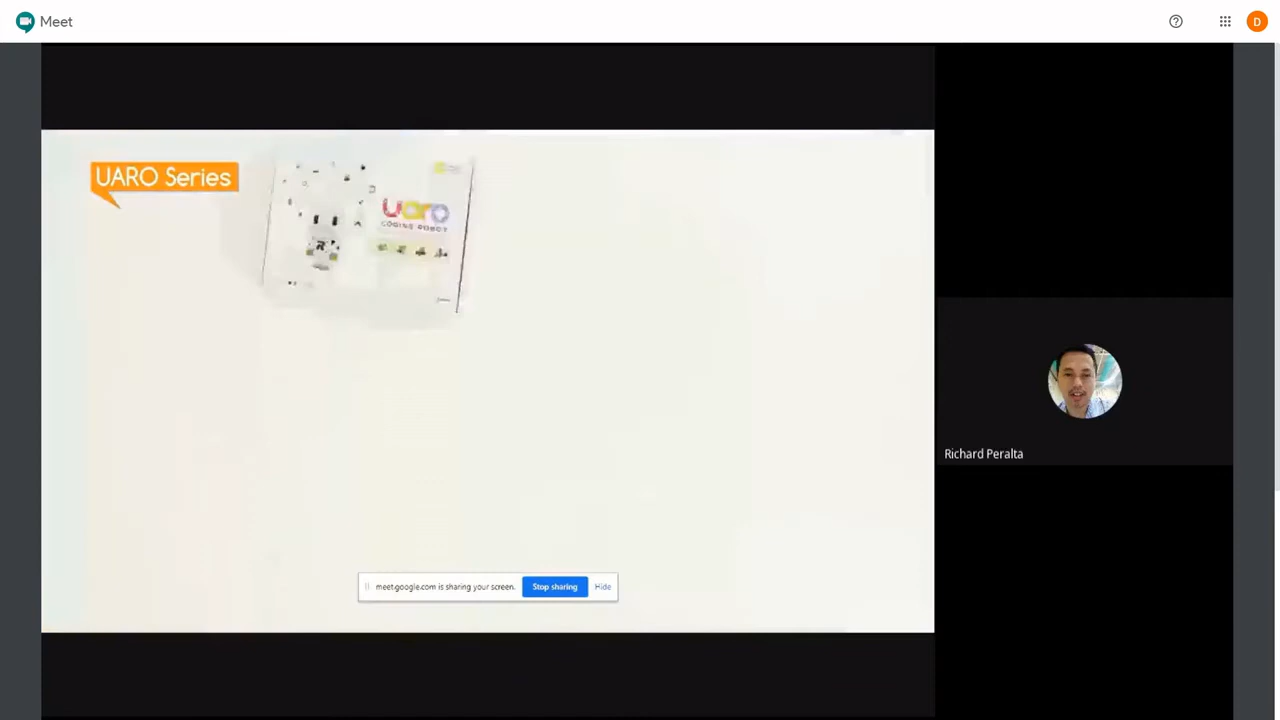 Meet
D
UARO Series
uaro
CODING ROBOT
meet.google.com is sharing your screen.
Stop sharing
Hide
Richard Peralta